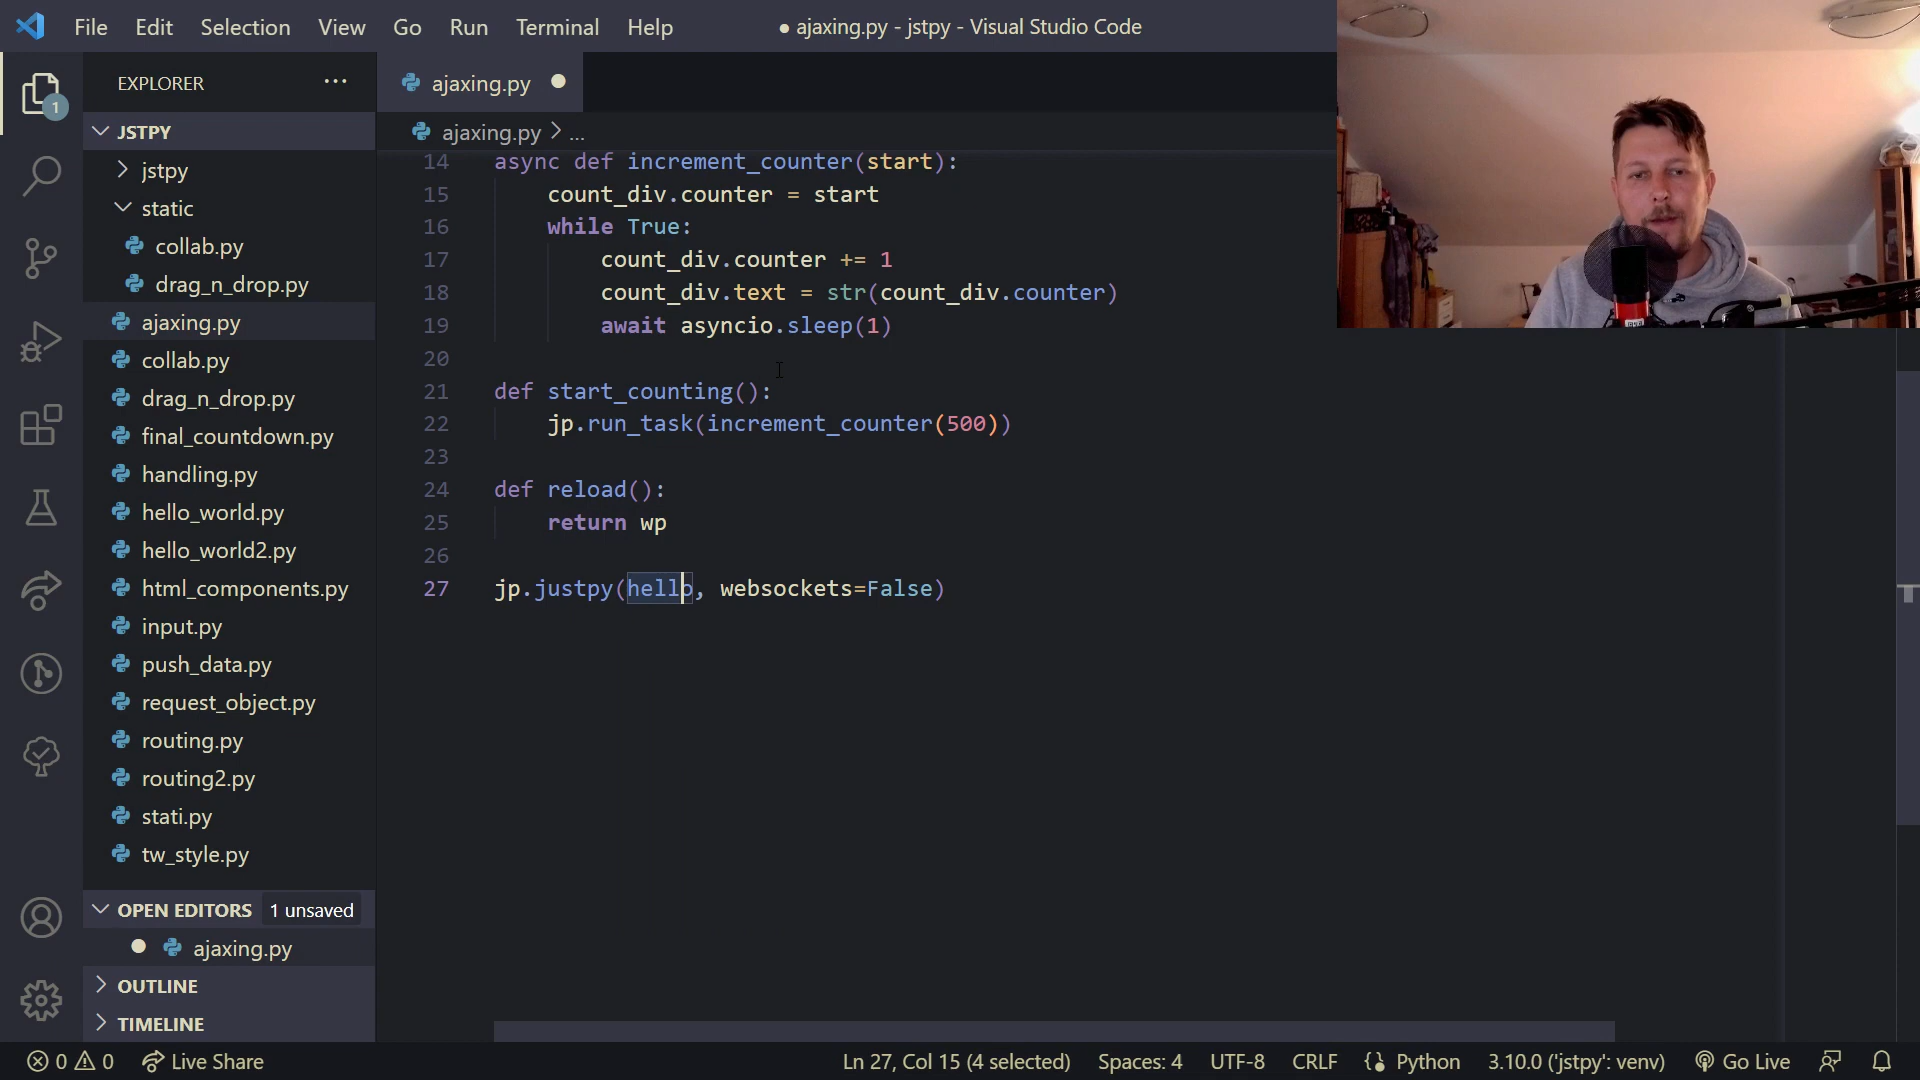 File Edit Selection View Go Run Terminal Help
● ajaxing.py - jstpy - Visual Studio Code
EXPLORER ···
JSTPY
jstpy
static
collab.py
drag_n_drop.py
ajaxing.py
collab.py
drag_n_drop.py
final_countdown.py
handling.py
hello_world.py
hello_world2.py
html_components.py
input.py
push_data.py
request_object.py
routing.py
routing2.py
stati.py
tw_style.py
OPEN EDITORS 1 unsaved
ajaxing.py
OUTLINE
TIMELINE
1
ajaxing.py
ajaxing.py > ...
14 async def increment_counter(start):
15 count_div.counter = start
16 while True:
17 count_div.counter += 1
18 count_div.text = str(count_div.counter)
19 await asyncio.sleep(1)
20
21 def start_counting():
22 jp.run_task(increment_counter(500))
23
24 def reload():
25 return wp
26
27 jp.justpy(hello, websockets=False)
0 0 Live Share
Ln 27, Col 15 (4 selected) Spaces: 4 UTF-8 CRLF Python 3.10.0 ('jstpy': venv) Go Live